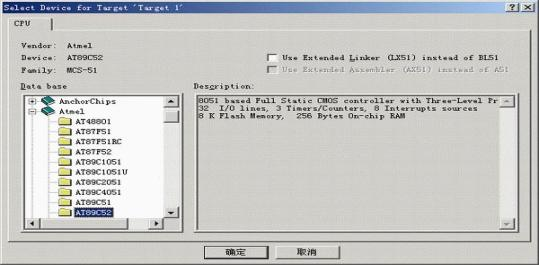 Select Device for Target 'Target 1'
CPU
Vendor: Atmel
Device: AT89C52
Family: MCS-51
Use Extended Linker (LX51) instead of BL51
Use Extended Assembler (AX51) instead of A51
Data base
Description:
AnchorChips
Atmel
AT48801
AT87F51
AT87F51RC
AT87F52
AT89C1051
AT89C1051U
AT89C2051
AT89C4051
AT89C51
AT89C52
8051 based Full Static CMOS controller with Three-Level Pr
32 I/O lines, 3 Timers/Counters, 8 Interrupts sources
8 K Flash Memory, 256 Bytes On-chip RAM
确定
取消